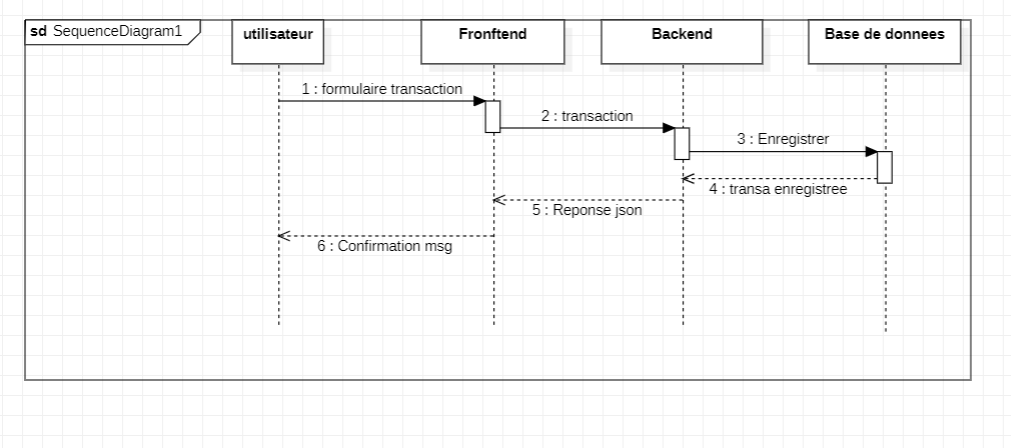 sd SequenceDiagram1
utilisateur
Fronftend
Backend
Base de donnees
1 : formulaire transaction
2 : transaction
3 : Enregistrer
4 : transa enregistree
5 : Reponse json
6 : Confirmation msg